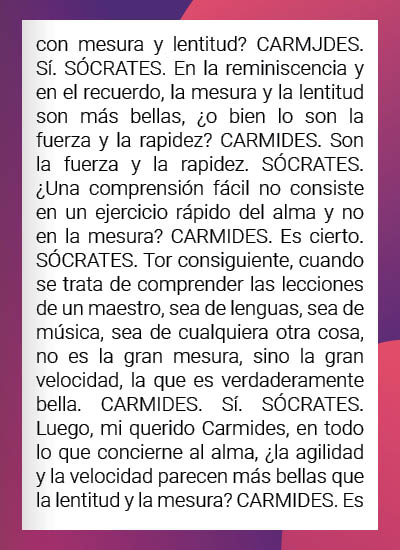 con mesura y lentitud? CARMJDES.
Sí. SÓCRATES. En la reminiscencia y
en el recuerdo, la mesura y la lentitud
son más bellas, ¿o bien lo son la
fuerza y la rapidez? CARMIDES. Son
la fuerza y la rapidez. SÓCRATES.
¿Una comprensión fácil no consiste
en un ejercicio rápido del alma y no
en la mesura? CARMIDES. Es cierto.
SÓCRATES. Tor consiguiente, cuando
se trata de comprender las lecciones
de un maestro, sea de lenguas, sea de
música, sea de cualquiera otra cosa,
no es la gran mesura, sino la gran
velocidad, la que es verdaderamente
bella. CARMIDES. Sí. SÓCRATES.
Luego, mi querido Carmides, en todo
lo que concierne al alma, ¿la agilidad
y la velocidad parecen más bellas que
la lentitud y la mesura? CARMIDES. Es